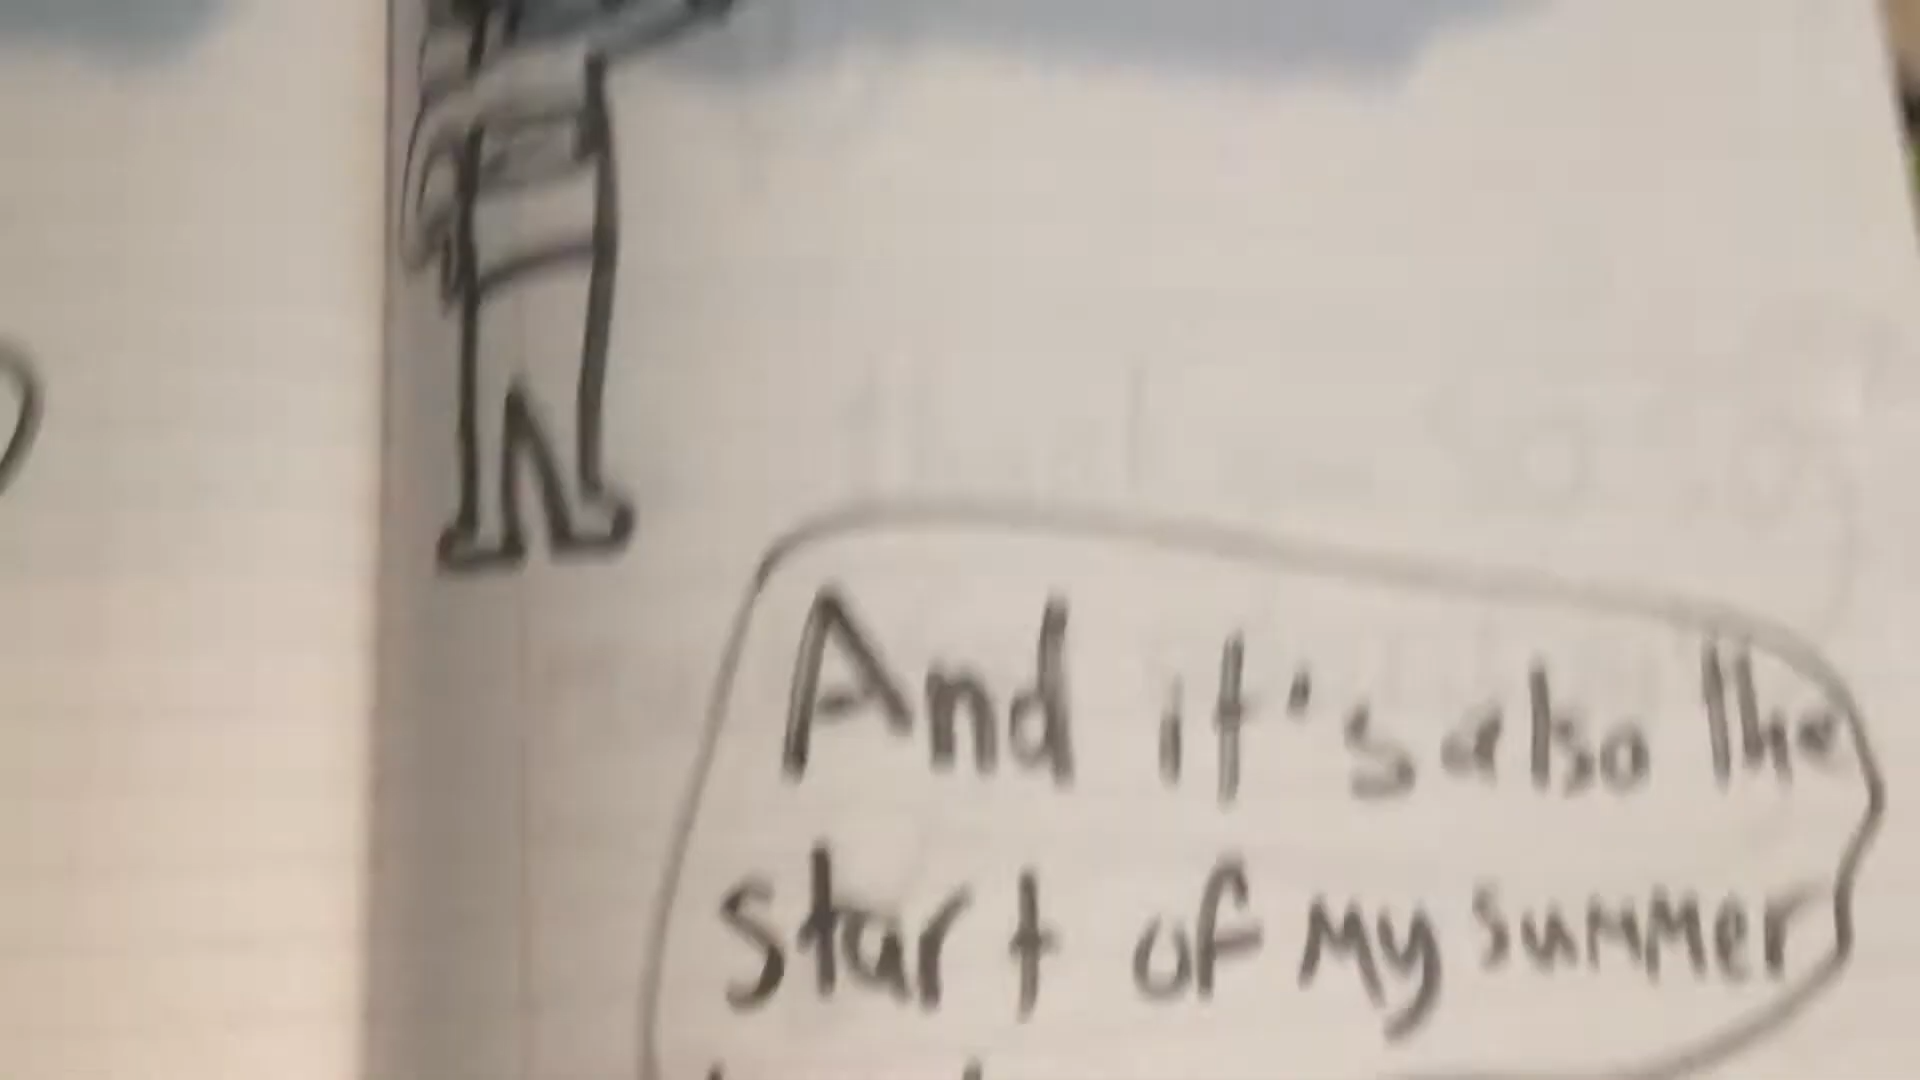 And it's also the
start of my summer